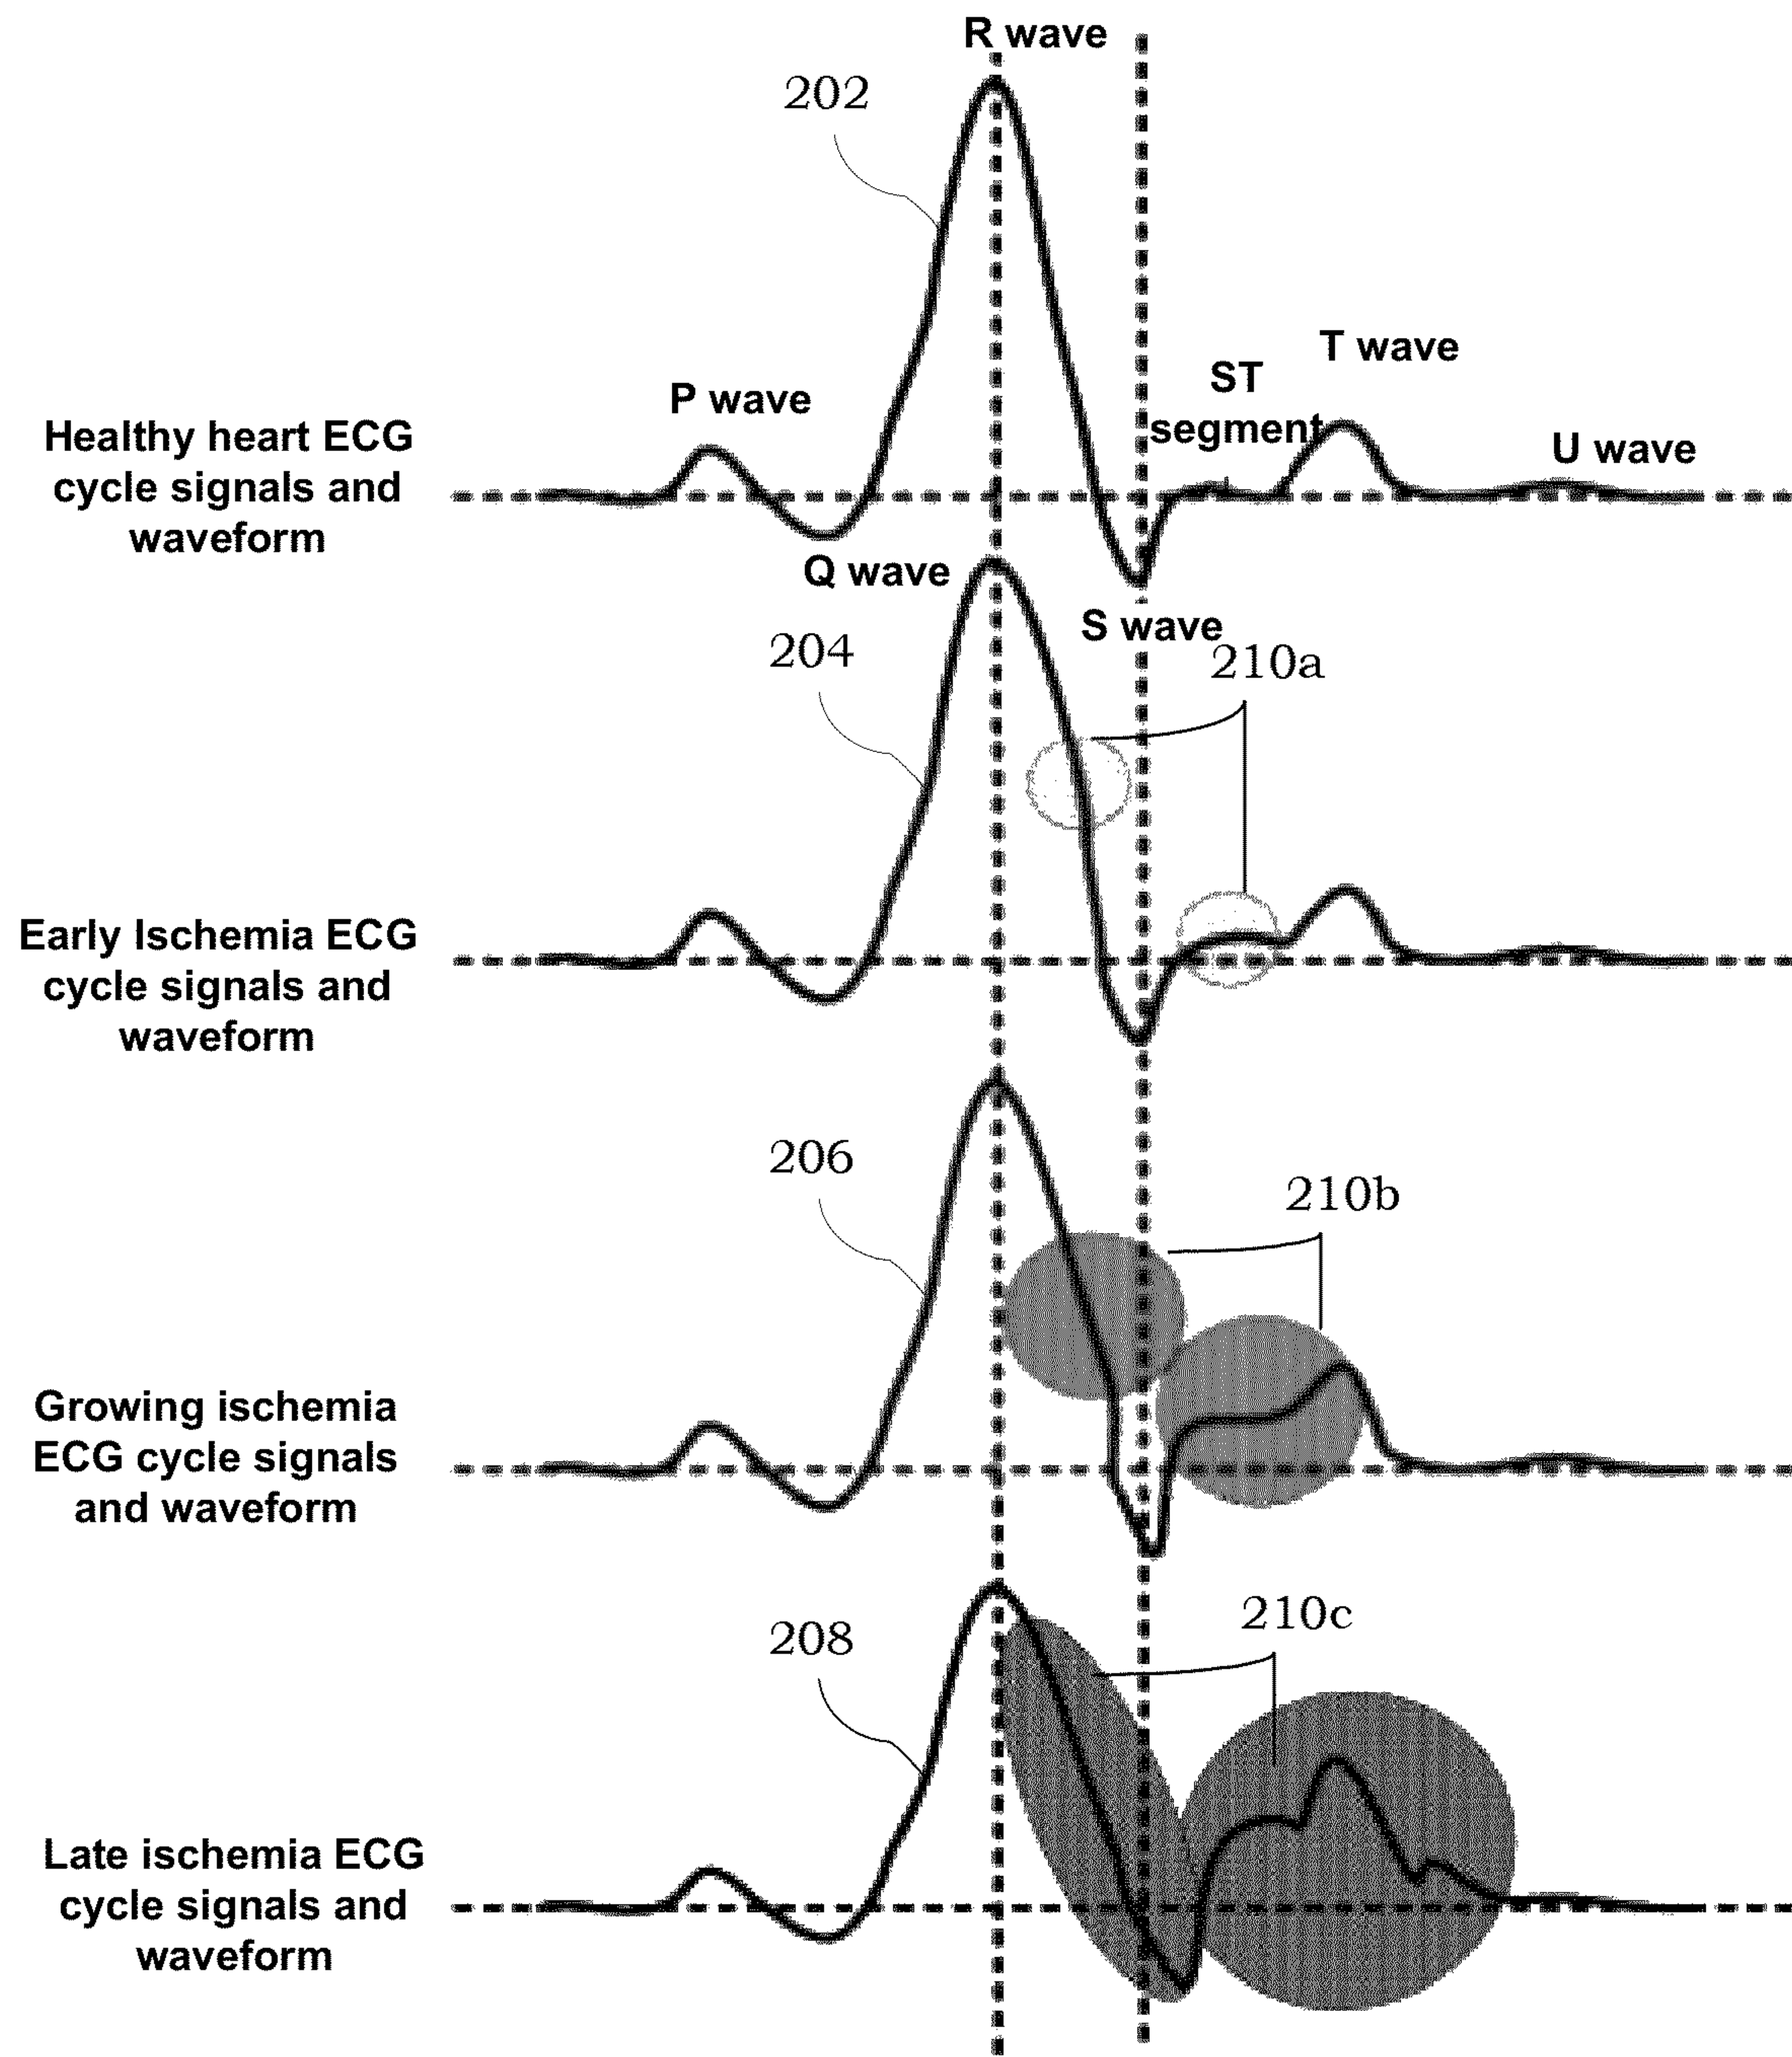 R wave
202
T wave
ST
segment
P wave
U wave
Healthy heart ECG
cycle signals and
waveform
Q wave
S wave
204
210a
Early Ischemia ECG
cycle signals and
waveform
206
210b
Growing ischemia
ECG cycle signals
and waveform
208
210c
Late ischemia ECG
cycle signals and
waveform